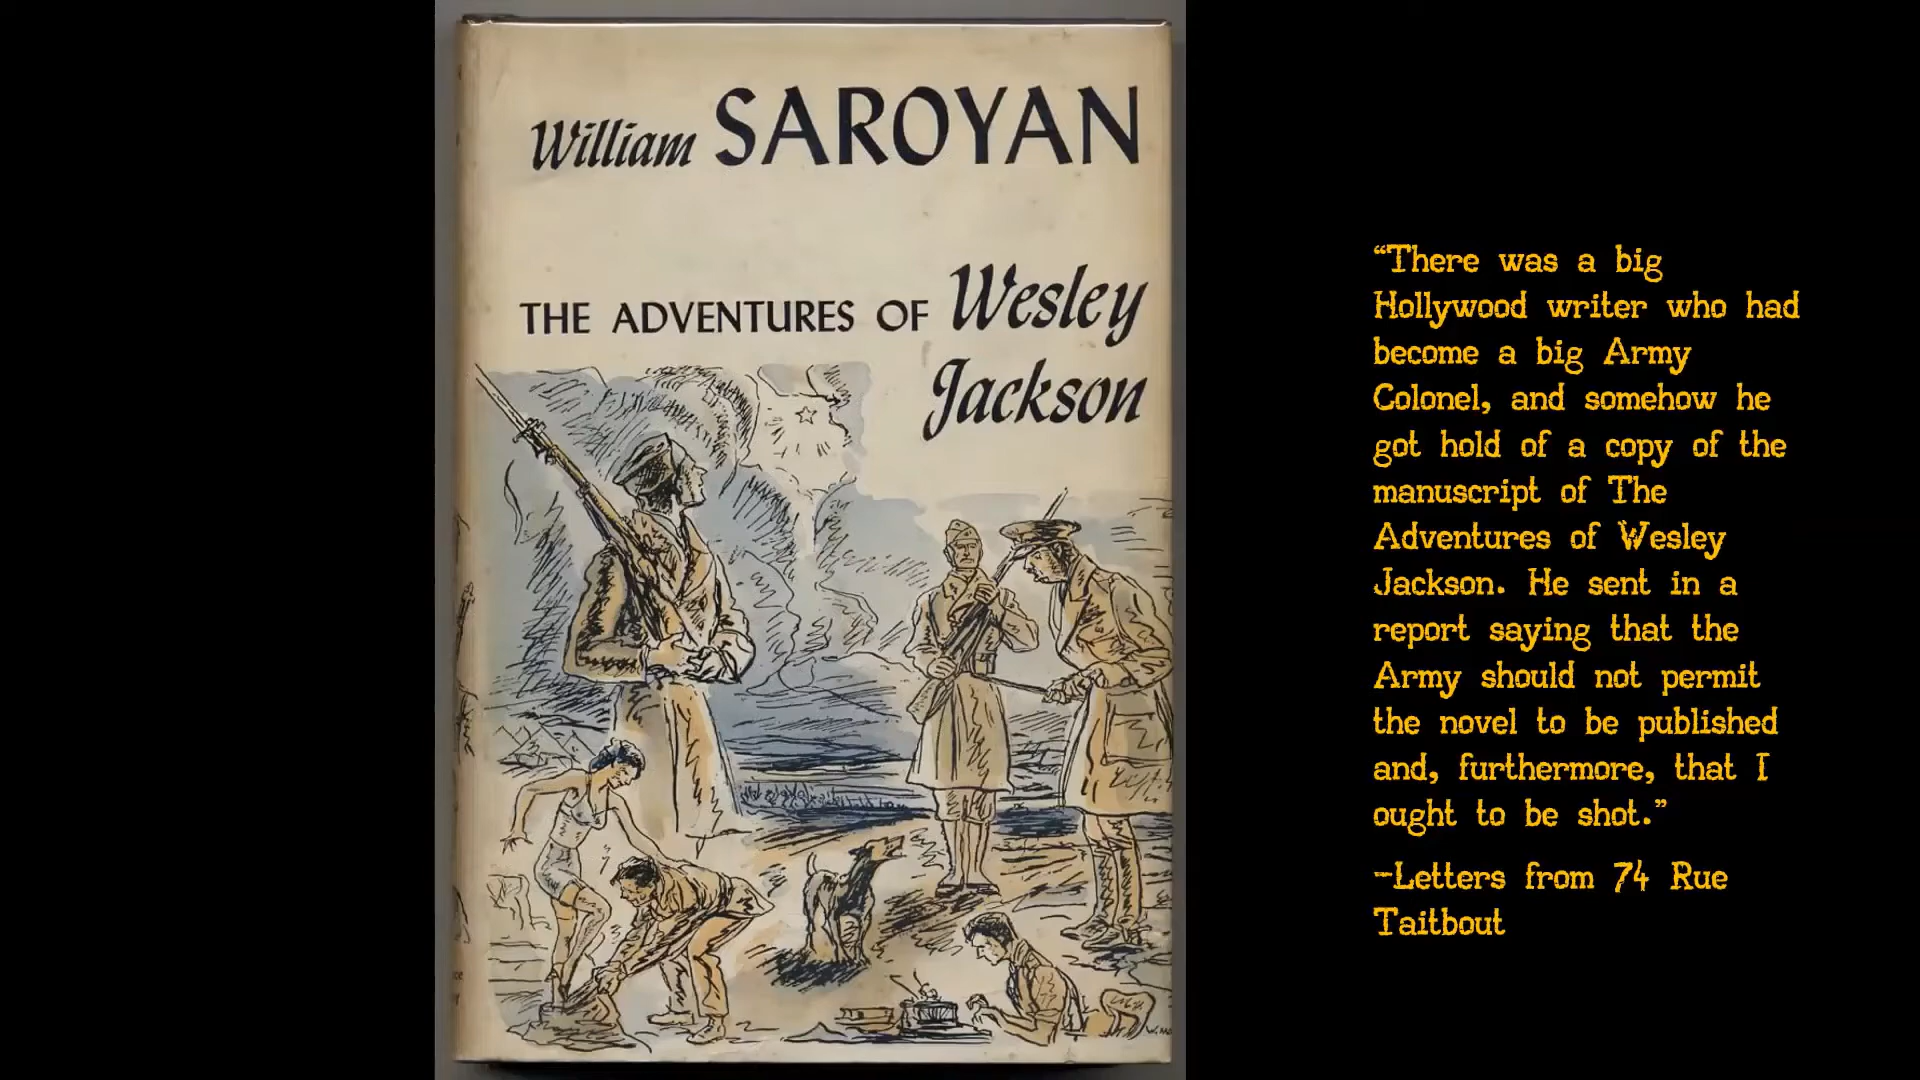 William SAROYAN
THE ADVENTURES OF Wesley
Jackson
“There was a big
Hollywood writer who had
become a big Army
Colonel, and somehow he
got hold of a copy of the
manuscript of The
Adventures of Wesley
Jackson. He sent in a
report saying that the
Army should not permit
the novel to be published
and, furthermore, that I
ought to be shot.”
-Letters from 74 Rue
Taitbout